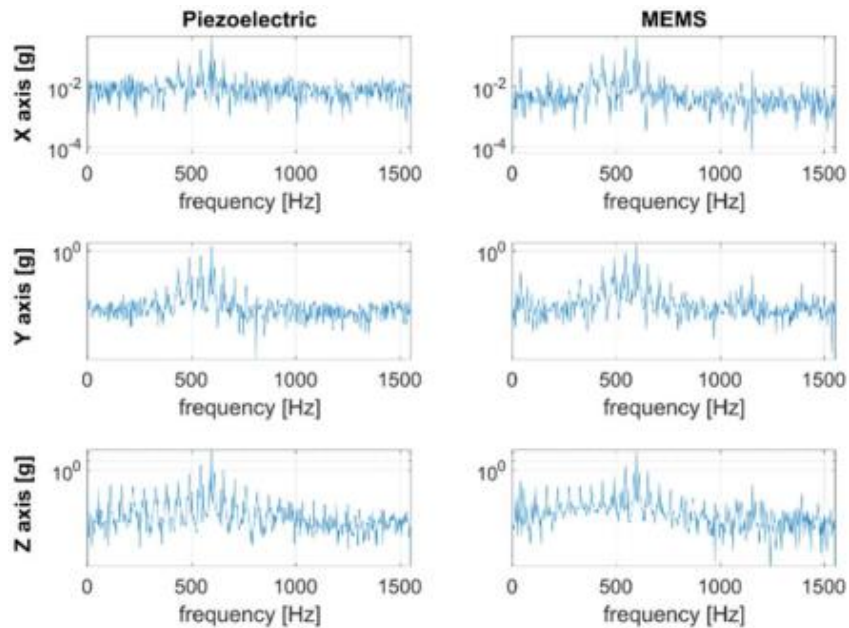 Piezoelectric MEMS
X axis [g]
10^-2 10^-2
10^-4 10^-4
0 500 1000 1500 0 500 1000 1500
frequency [Hz] frequency [Hz]
Y axis [g]
10^0 10^0
0 500 1000 1500 0 500 1000 1500
frequency [Hz] frequency [Hz]
Z axis [g]
10^0 10^0
0 500 1000 1500 0 500 1000 1500
frequency [Hz] frequency [Hz]